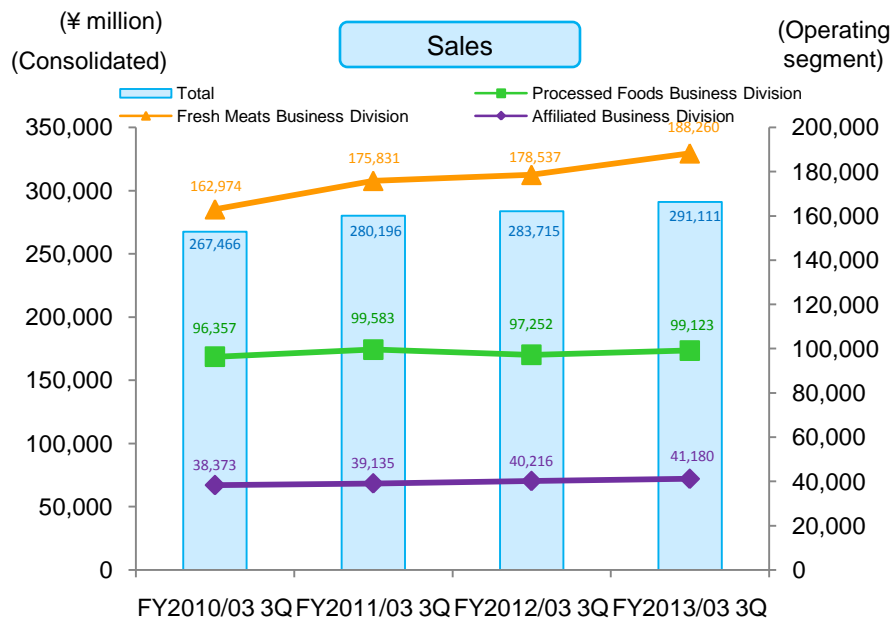 (¥ million)
(Consolidated)
Sales
(Operating
segment)
Total
Processed Foods Business Division
Fresh Meats Business Division
Affiliated Business Division
350,000
300,000
250,000
200,000
150,000
100,000
50,000
0
200,000
180,000
160,000
140,000
120,000
100,000
80,000
60,000
40,000
20,000
0
162,974
175,831
178,537
188,260
267,466
280,196
283,715
291,111
96,357
99,583
97,252
99,123
38,373
39,135
40,216
41,180
FY2010/03 3Q
FY2011/03 3Q
FY2012/03 3Q
FY2013/03 3Q